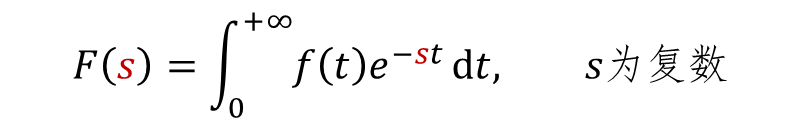 F(s) = ∫₀⁺∞ f(t)e⁻ˢᵗ dt, s为复数